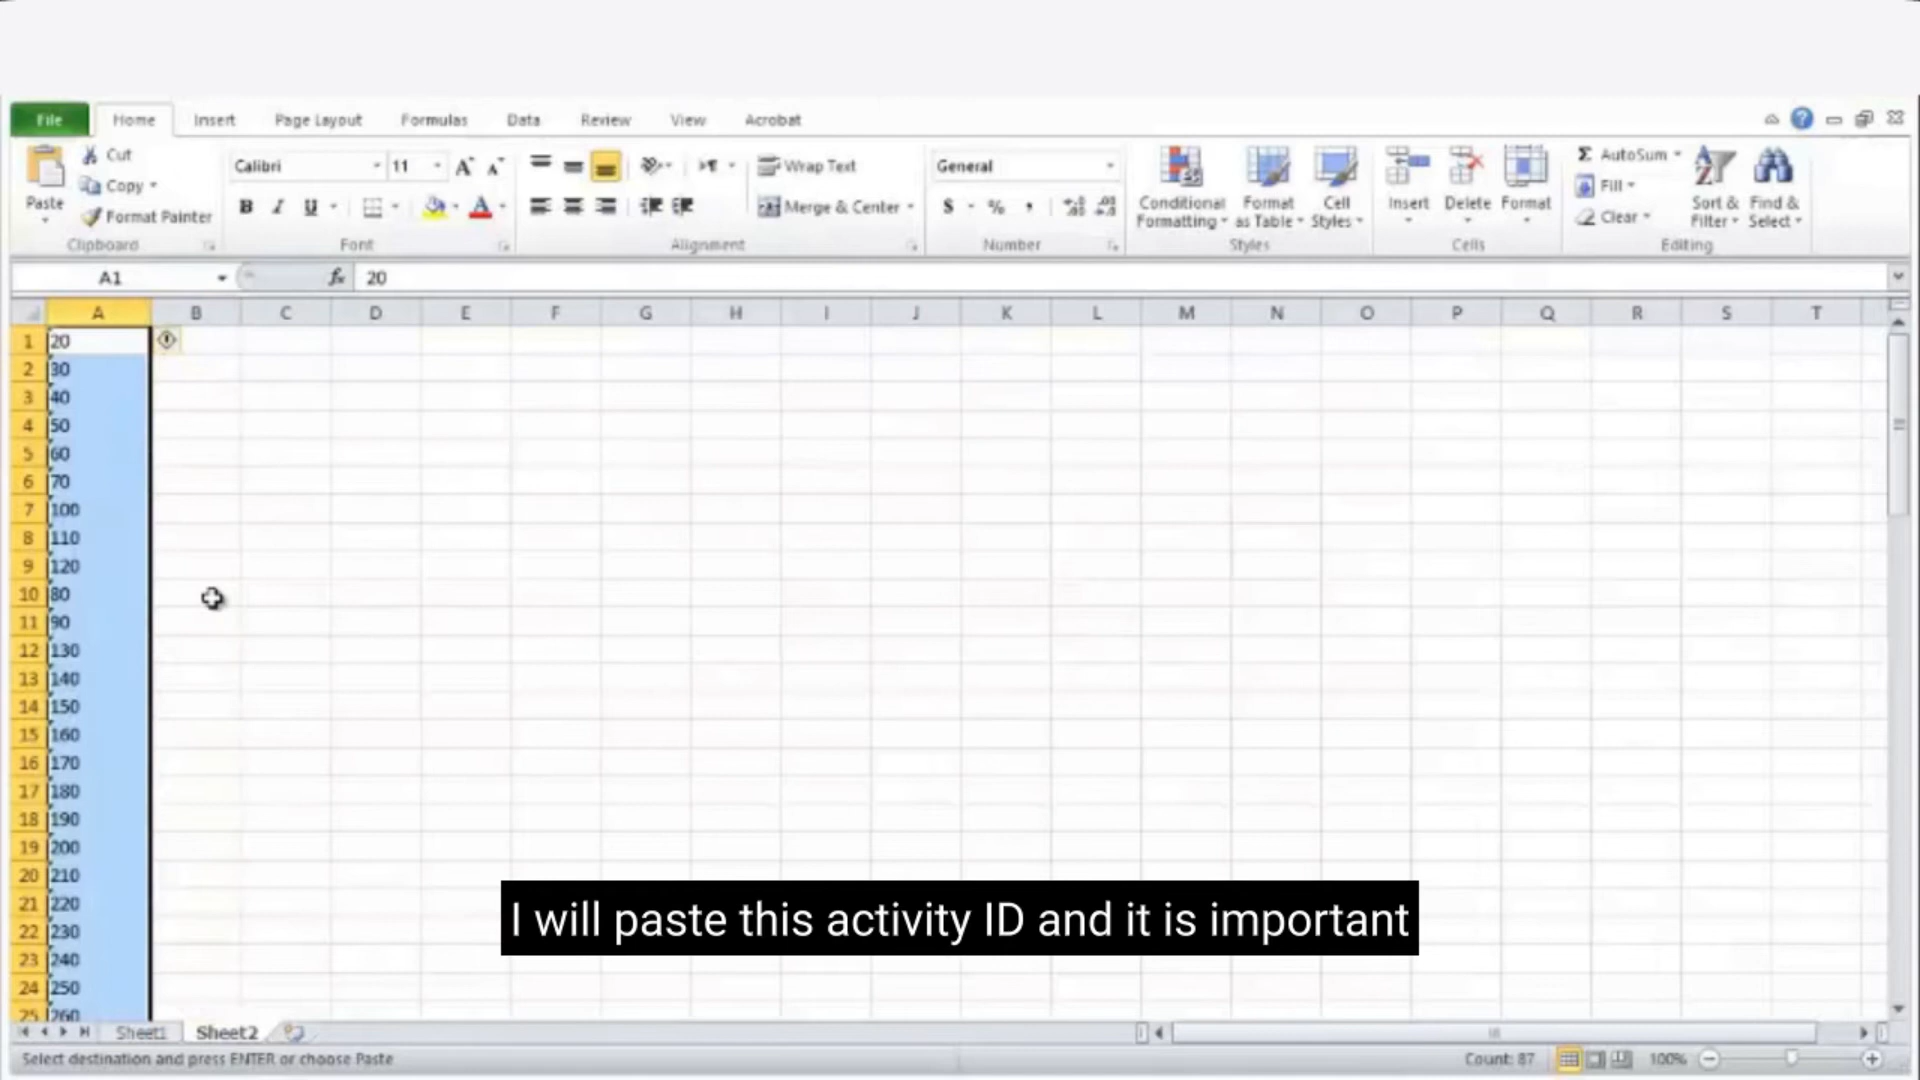 File Home Insert Page Layout Formulas Data Review View Acrobat
Cut
Copy
Format Painter
Paste
Clipboard
Calibri 11
B I U
Font
Wrap Text
Merge & Center
Alignment
General
$ % ,
Number
Conditional Formatting
Format as Table
Cell Styles
Styles
Insert Delete Format
Cells
Σ AutoSum
Fill
Clear
Sort & Filter
Find & Select
Editing
A1 fx 20
A B C D E F G H I J K L M N O P Q R S T
1 20
2 30
3 40
4 50
5 60
6 70
7 100
8 110
9 120
10 80
11 90
12 130
13 140
14 150
15 160
16 170
17 180
18 190
19 200
20 210
21 220
22 230
23 240
24 250
25 260
I will paste this activity ID and it is important
Sheet1 Sheet2
Select destination and press ENTER or choose Paste
Count: 87 100%